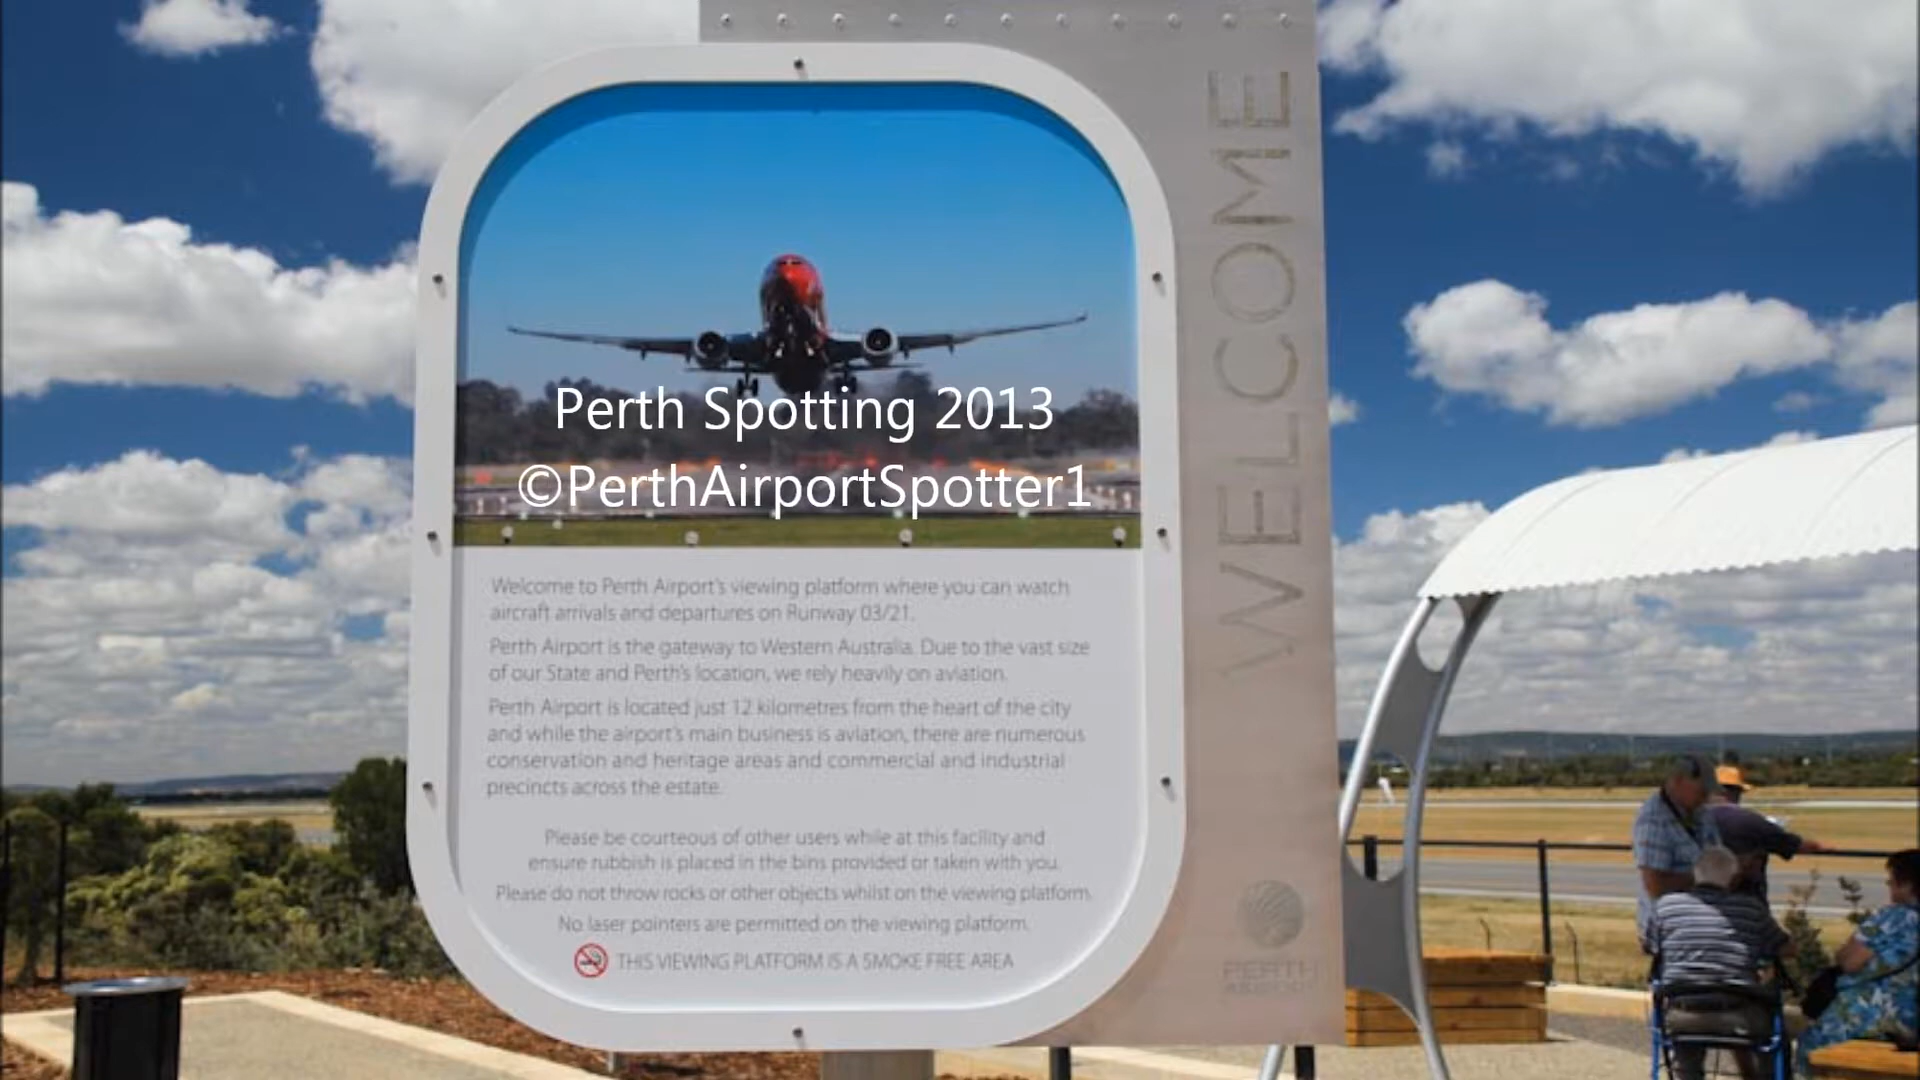 WELCOME
Perth Spotting 2013
©PerthAirportSpotter1
Welcome to Perth Airport's viewing platform where you can watch
aircraft arrivals and departures on Runway 03/21.
Perth Airport is the gateway to Western Australia. Due to the vast size
of our State and Perth's location, we rely heavily on aviation.
Perth Airport is located just 12 kilometres from the heart of the city
and while the airport's main business is aviation, there are numerous
conservation and heritage areas and commercial and industrial
precincts across the estate.
Please be courteous of other users while at this facility and
ensure rubbish is placed in the bins provided or taken with you.
Please do not throw rocks or other objects whilst on the viewing platform.
No laser pointers are permitted on the viewing platform.
THIS VIEWING PLATFORM IS A SMOKE FREE AREA
PERTH
AIRPORT